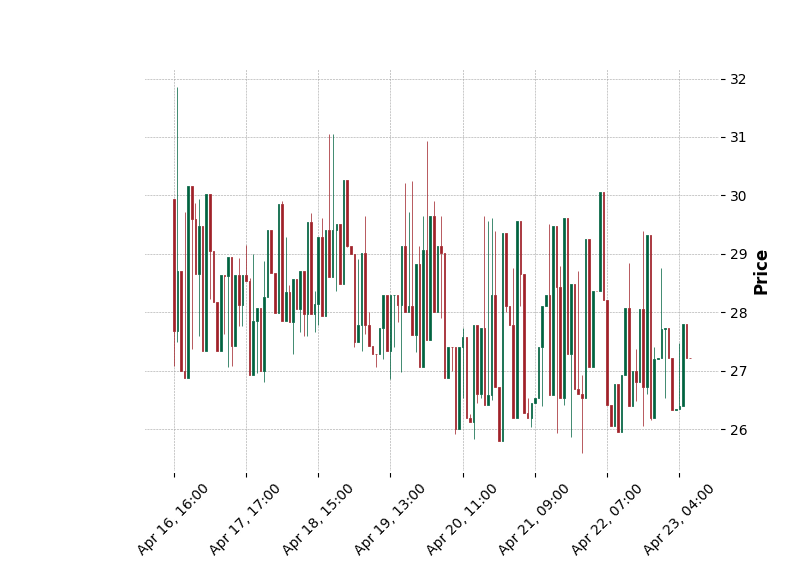 32
31
30
29
28
27
26
Price
Apr 16, 16:00
Apr 17, 17:00
Apr 18, 15:00
Apr 19, 13:00
Apr 20, 11:00
Apr 21, 09:00
Apr 22, 07:00
Apr 23, 04:00